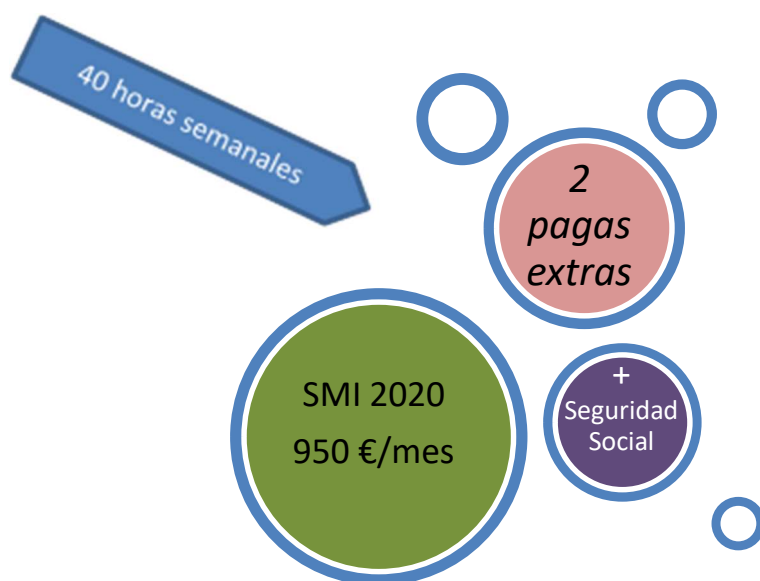 40 horas semanales
2
pagas
extras
SMI 2020
950 €/mes
+
Seguridad
Social